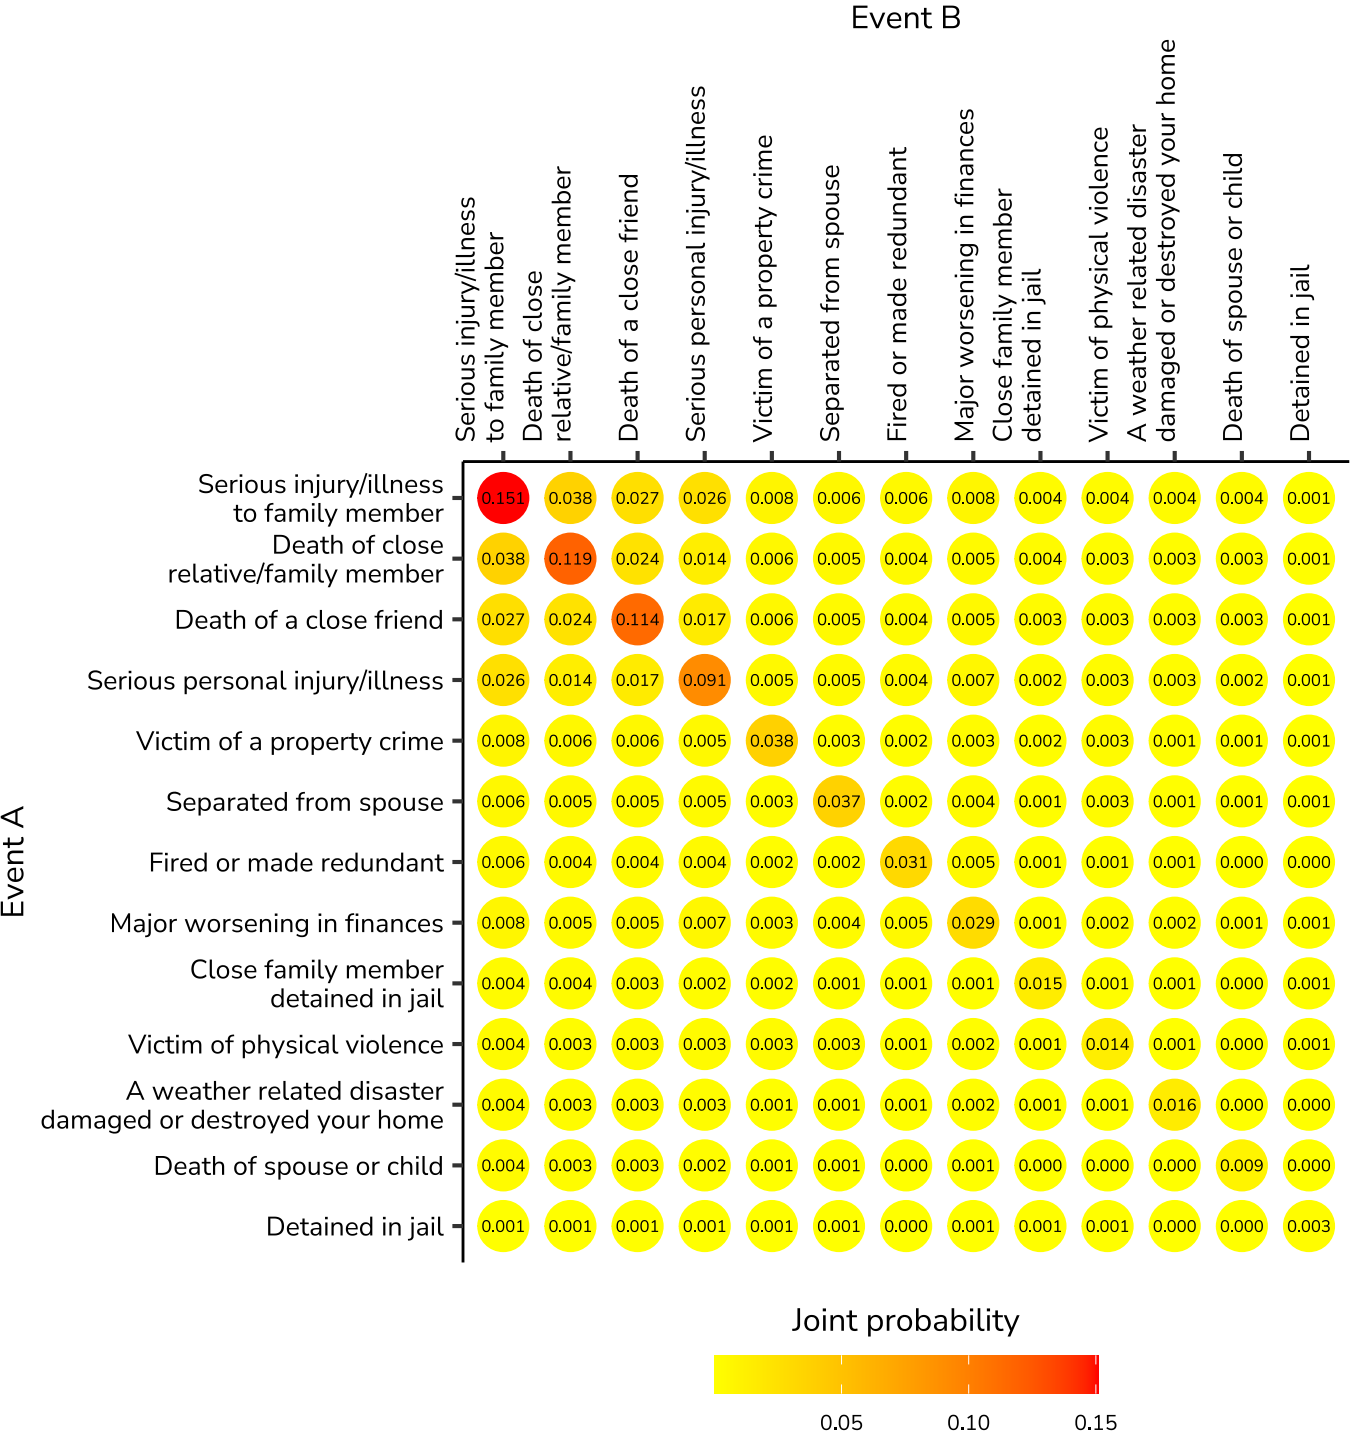 Event B
Serious injury/illness
to family member
Death of close
relative/family member
Death of a close friend
Serious personal injury/illness
Victim of a property crime
Separated from spouse
Fired or made redundant
Major worsening in finances
Close family member
detained in jail
Victim of physical violence
A weather related disaster
damaged or destroyed your home
Death of spouse or child
Detained in jail
Event A
Serious injury/illness
to family member
0.151 0.038 0.027 0.026 0.008 0.006 0.006 0.008 0.004 0.004 0.004 0.004 0.001
Death of close
relative/family member
0.038 0.119 0.024 0.014 0.006 0.005 0.004 0.005 0.004 0.003 0.003 0.003 0.001
Death of a close friend
0.027 0.024 0.114 0.017 0.006 0.005 0.004 0.005 0.003 0.003 0.003 0.003 0.001
Serious personal injury/illness
0.026 0.014 0.017 0.091 0.005 0.005 0.004 0.007 0.002 0.003 0.003 0.002 0.001
Victim of a property crime
0.008 0.006 0.006 0.005 0.038 0.003 0.002 0.003 0.002 0.003 0.001 0.001 0.001
Separated from spouse
0.006 0.005 0.005 0.005 0.003 0.037 0.002 0.004 0.001 0.003 0.001 0.001 0.001
Fired or made redundant
0.006 0.004 0.004 0.004 0.002 0.002 0.031 0.005 0.001 0.001 0.001 0.000 0.000
Major worsening in finances
0.008 0.005 0.005 0.007 0.003 0.004 0.005 0.029 0.001 0.002 0.002 0.001 0.001
Close family member
detained in jail
0.004 0.004 0.003 0.002 0.002 0.001 0.001 0.001 0.015 0.001 0.001 0.000 0.001
Victim of physical violence
0.004 0.003 0.003 0.003 0.003 0.003 0.001 0.002 0.001 0.014 0.001 0.000 0.001
A weather related disaster
damaged or destroyed your home
0.004 0.003 0.003 0.003 0.001 0.001 0.001 0.002 0.001 0.001 0.016 0.000 0.000
Death of spouse or child
0.004 0.003 0.003 0.002 0.001 0.001 0.000 0.001 0.000 0.000 0.000 0.009 0.000
Detained in jail
0.001 0.001 0.001 0.001 0.001 0.001 0.000 0.001 0.001 0.001 0.000 0.000 0.003
Joint probability
0.05 0.10 0.15